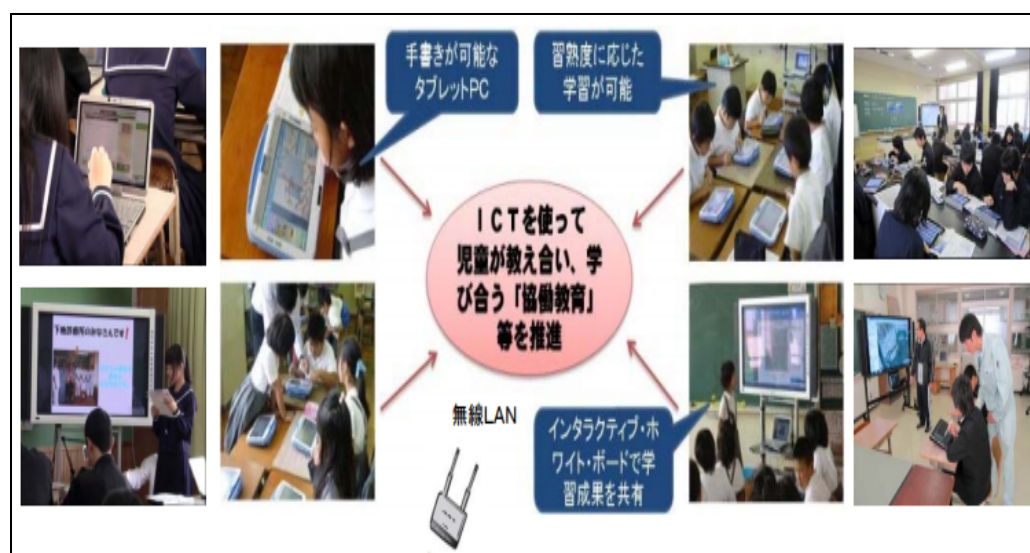 手書きが可能な
タブレットPC
習熟度に応じた
学習が可能
ＩＣＴを使って
児童が教え合い、学
び合う「協働教育」
等を推進
無線LAN
インタラクティブ・ホ
ワイト・ボードで学
習成果を共有